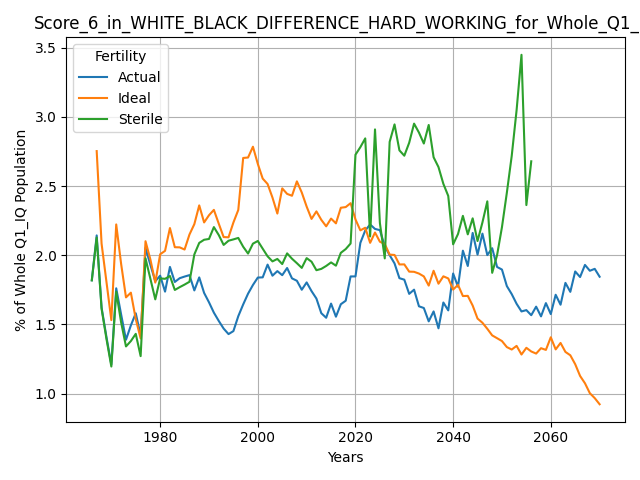 Score_6_in_WHITE_BLACK_DIFFERENCE_HARD_WORKING_for_Whole_Q1_
Fertility
Actual
Ideal
Sterile
% of Whole Q1_IQ Population
3.5
3.0
2.5
2.0
1.5
1.0
1980
2000
2020
2040
2060
Years